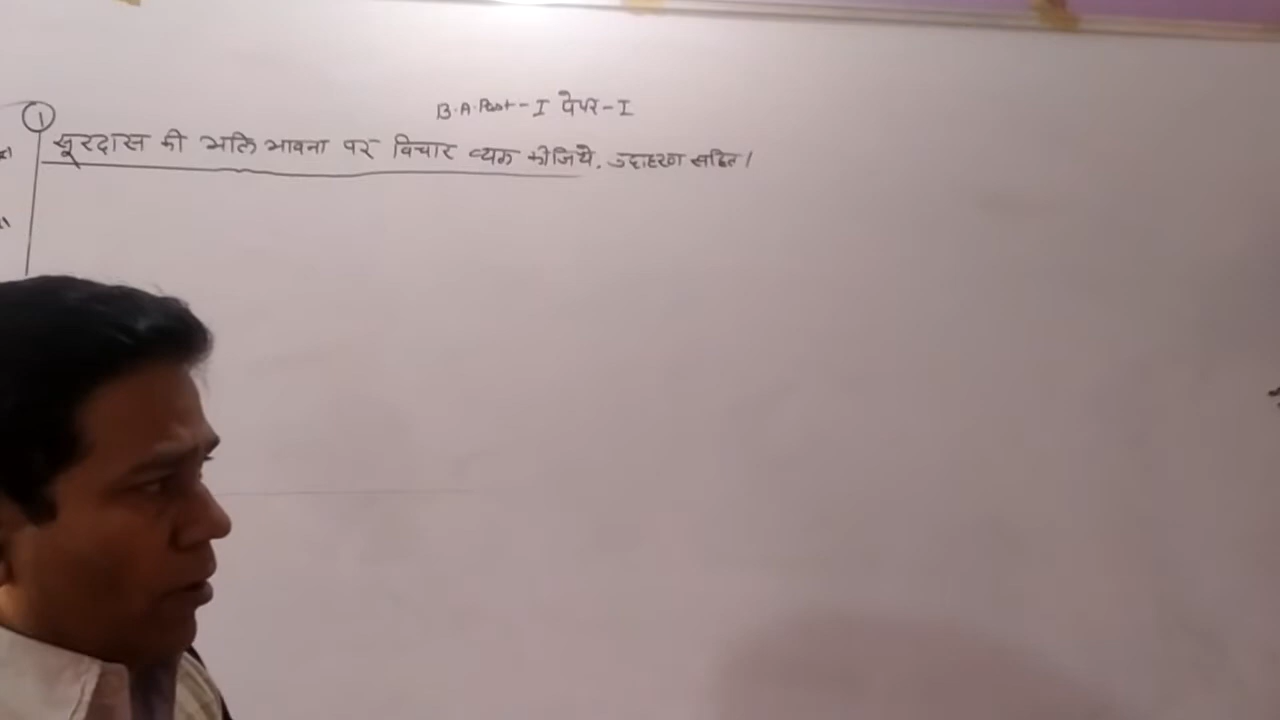 B.A. Part - I पेपर - I
①
सूरदास की भक्ति भावना पर विचार व्यक्त कीजिये. उदाहरण सहित।